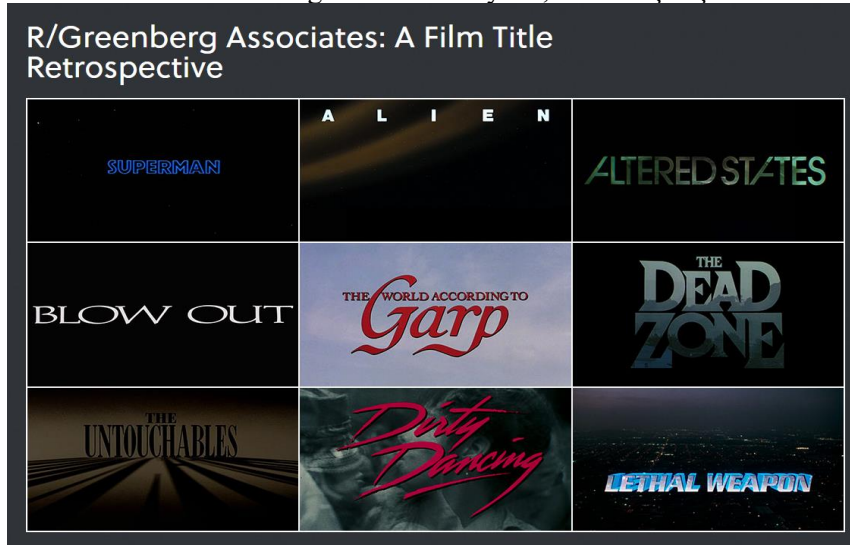 R/Greenberg Associates: A Film Title
Retrospective
SUPERMAN
A L I E N
ALTERED STATES
BLOW OUT
THE WORLD ACCORDING TO
Garp
THE
DEAD
ZONE
THE
UNTOUCHABLES
Dirty
Dancing
LETHAL WEAPON